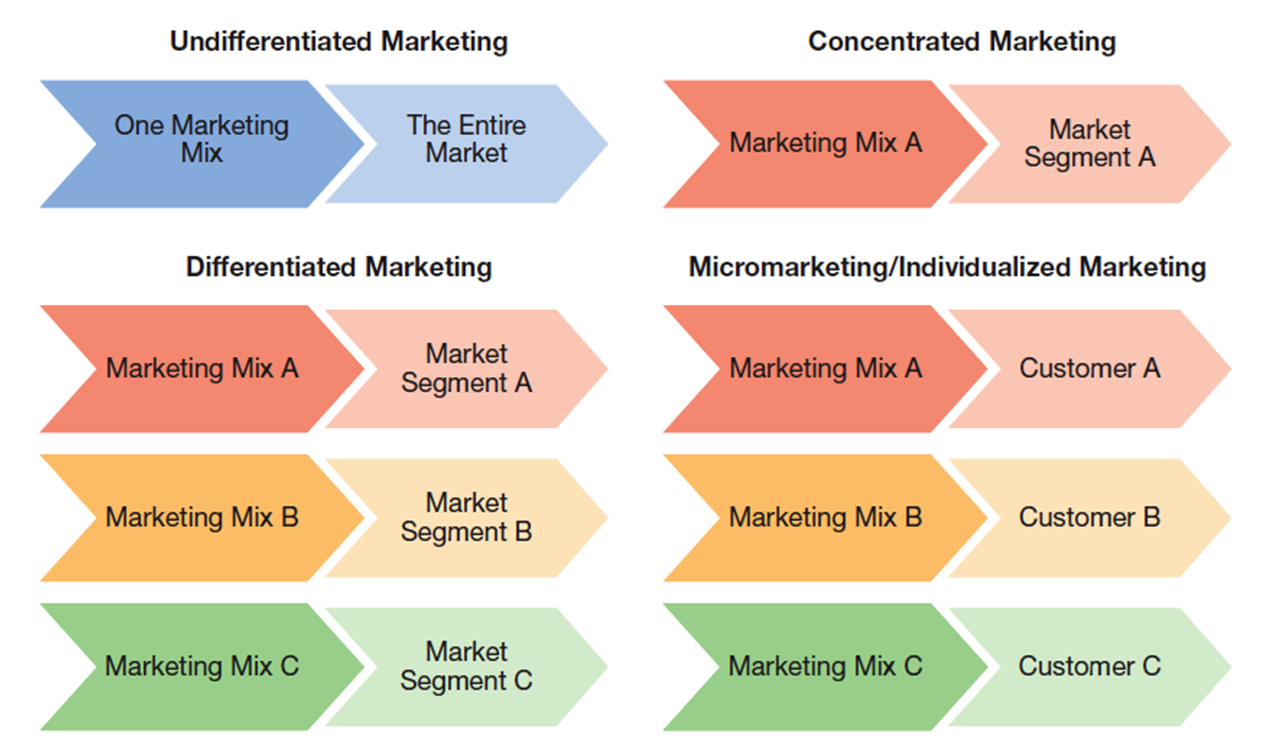 Undifferentiated Marketing
One Marketing
Mix
The Entire
Market
Concentrated Marketing
Marketing Mix A
Market
Segment A
Differentiated Marketing
Marketing Mix A
Market
Segment A
Marketing Mix B
Market
Segment B
Marketing Mix C
Market
Segment C
Micromarketing/Individualized Marketing
Marketing Mix A
Customer A
Marketing Mix B
Customer B
Marketing Mix C
Customer C